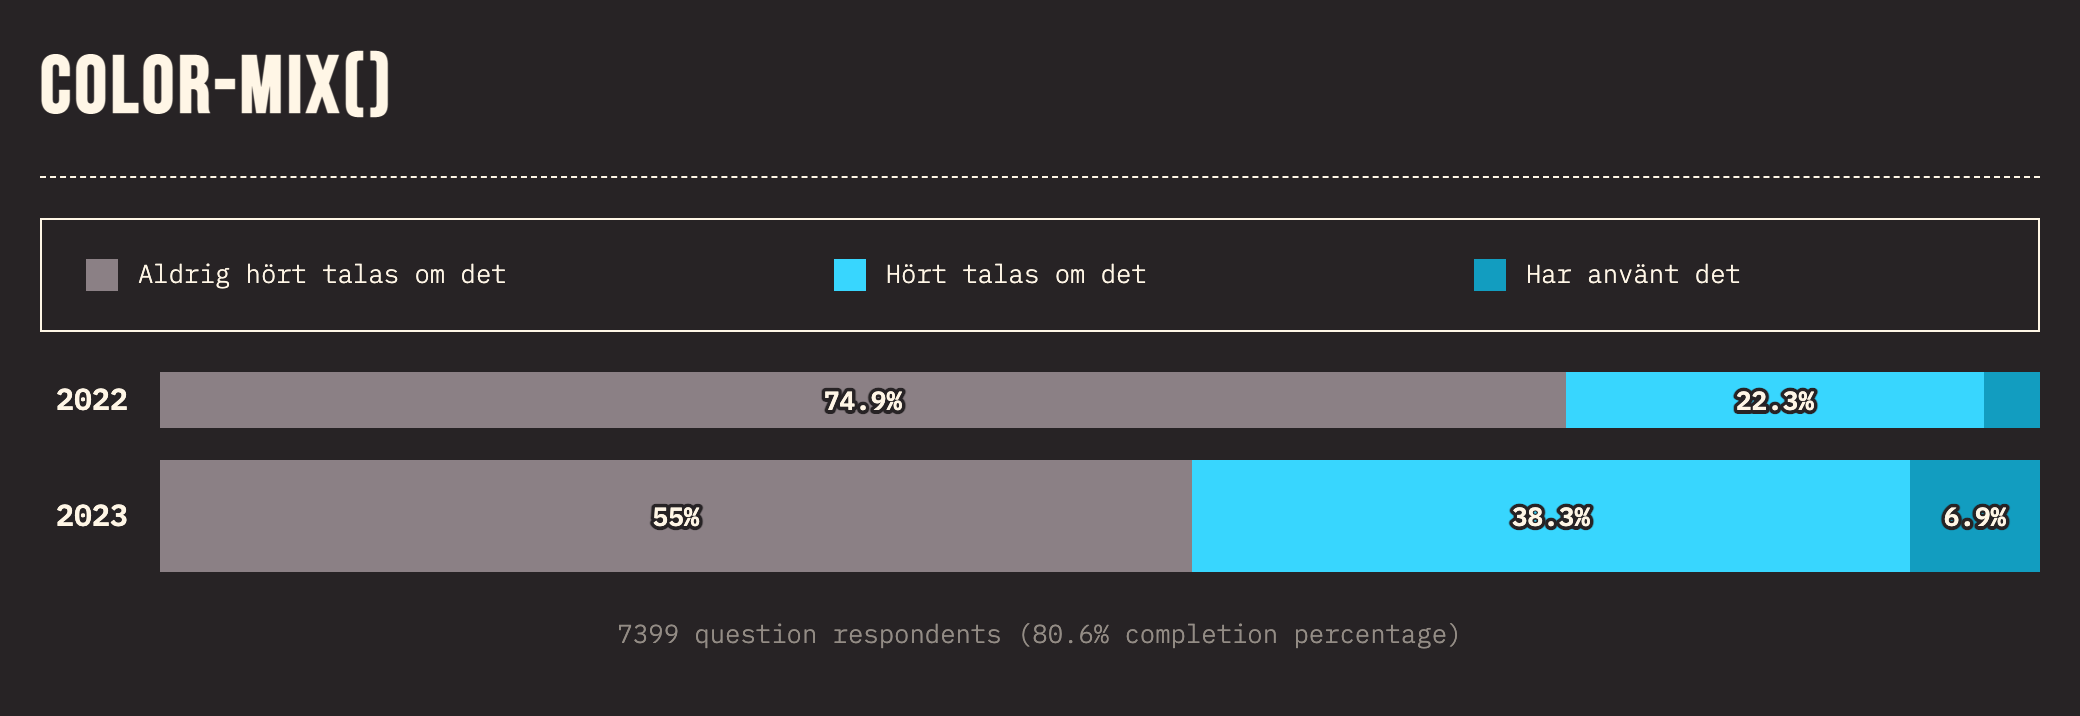 COLOR-MIX()
Aldrig hört talas om det Hört talas om det Har använt det
2022 74.9% 22.3%
2023 55% 38.3% 6.9%
7399 question respondents (80.6% completion percentage)